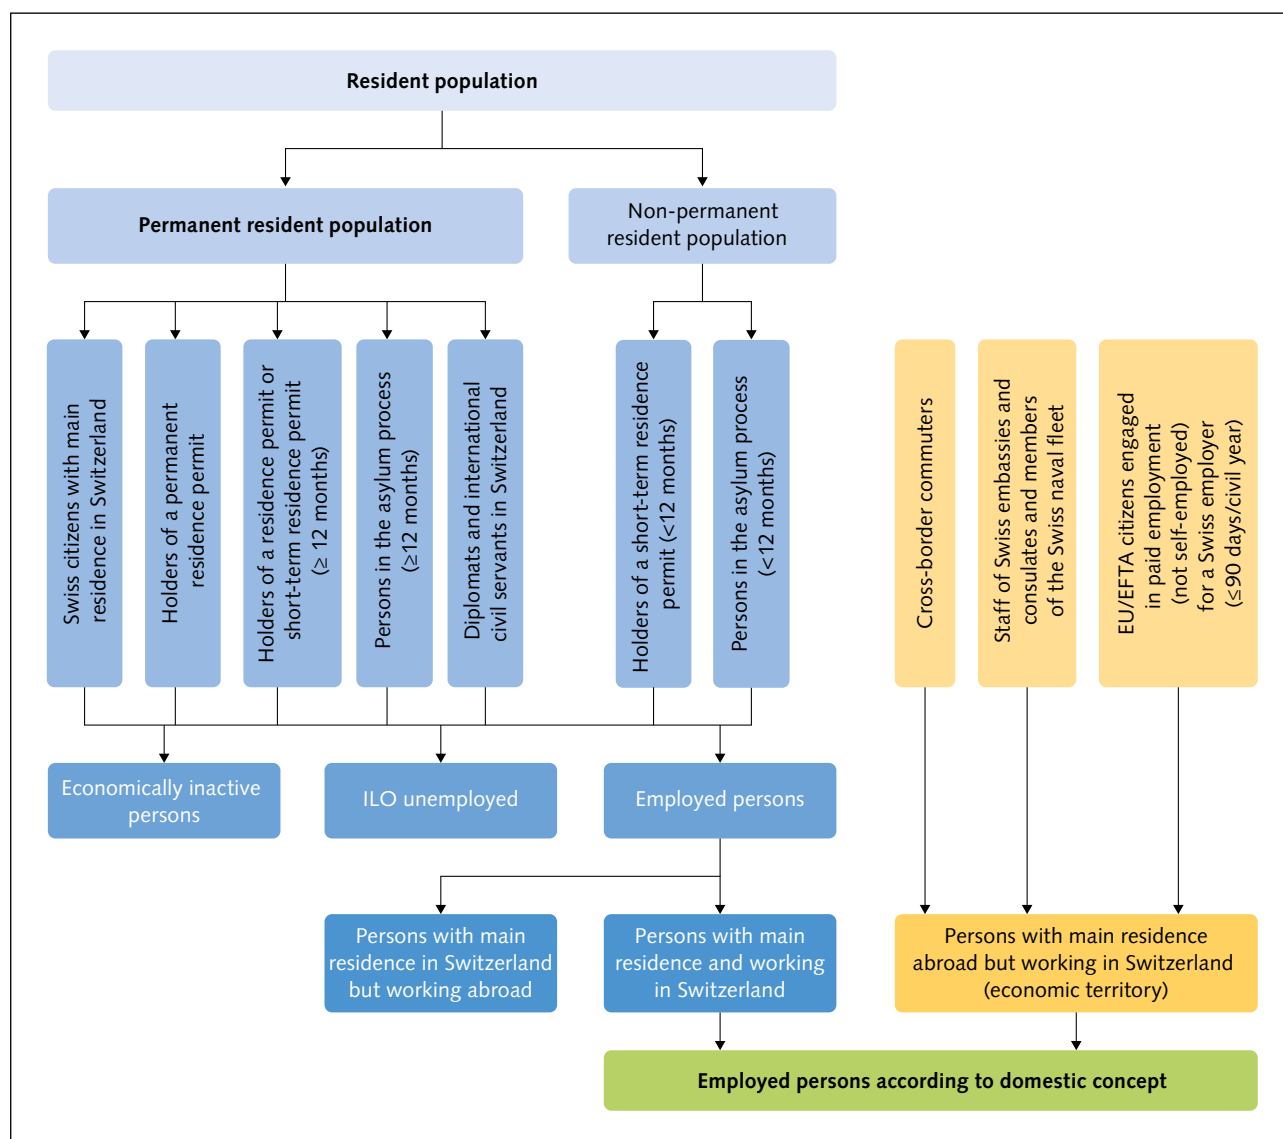 Resident population
Permanent resident population
Non-permanent
resident population
Swiss citizens with main
residence in Switzerland
Holders of a permanent
residence permit
Holders of a residence permit or
short-term residence permit
(≥ 12 months)
Persons in the asylum process
(≥12 months)
Diplomats and international
civil servants in Switzerland
Holders of a short-term residence
permit (<12 months)
Persons in the asylum process
(<12 months)
Cross-border commuters
Staff of Swiss embassies and
consulates and members
of the Swiss naval fleet
EU/EFTA citizens engaged
in paid employment
(not self-employed)
for a Swiss employer
(≤90 days/civil year)
Economically inactive
persons
ILO unemployed
Employed persons
Persons with main
residence in Switzerland
but working abroad
Persons with main
residence and working
in Switzerland
Persons with main residence
abroad but working in Switzerland
(economic territory)
Employed persons according to domestic concept